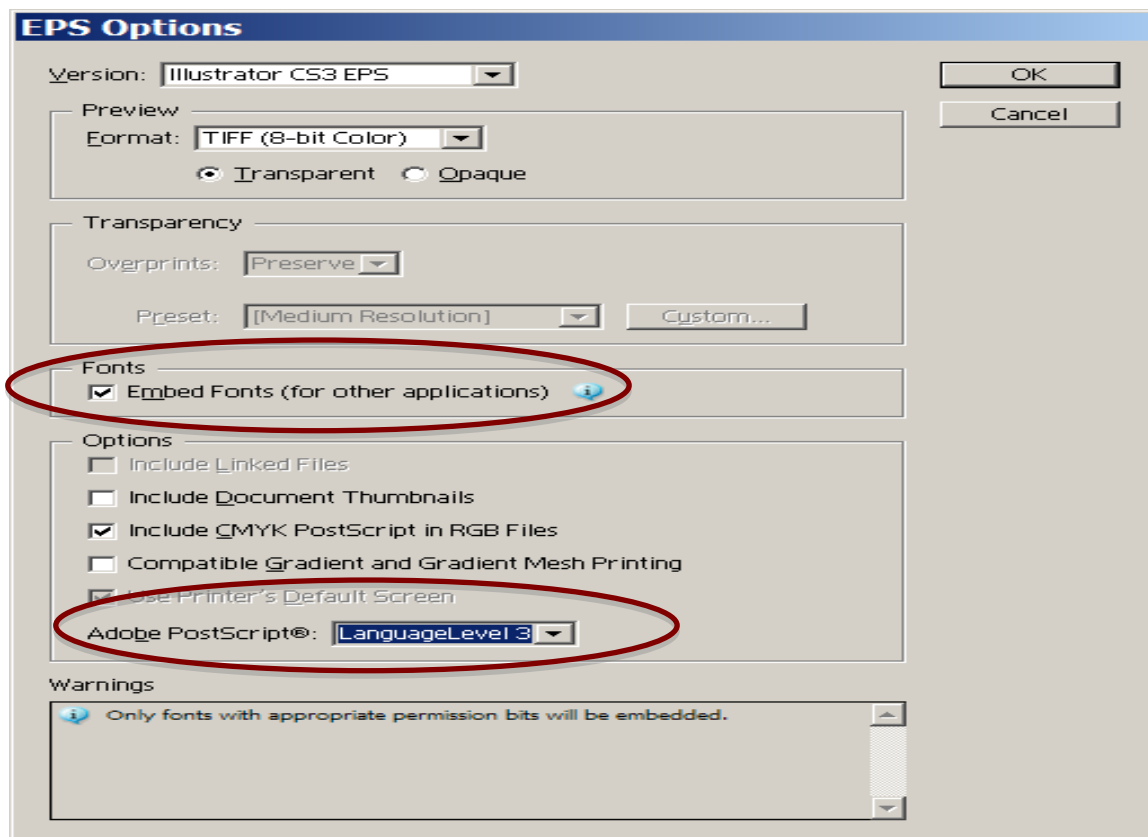 EPS Options
Version: Illustrator CS3 EPS
OK
Cancel
Preview
Format: TIFF (8-bit Color)
Transparent Opaque
Transparency
Overprints: Preserve
Preset: [Medium Resolution] Custom...
Fonts
Embed Fonts (for other applications)
Options
Include Linked Files
Include Document Thumbnails
Include CMYK PostScript in RGB Files
Compatible Gradient and Gradient Mesh Printing
Use Printer's Default Screen
Adobe PostScript®: LanguageLevel 3
Warnings
Only fonts with appropriate permission bits will be embedded.